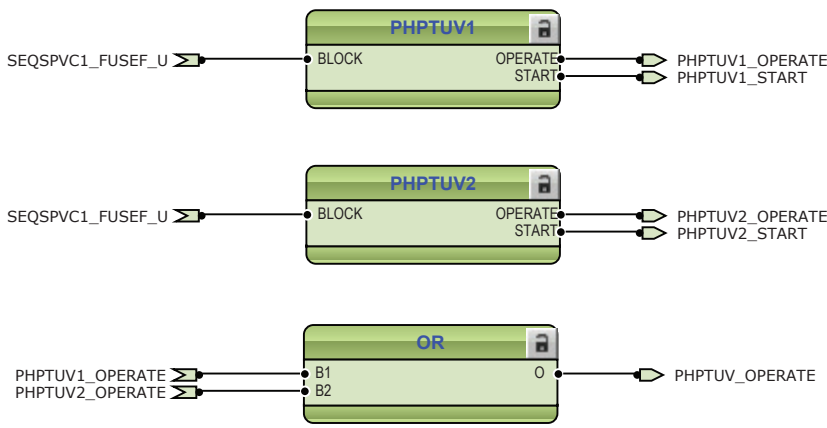 PHPTUV1
SEQSPVC1_FUSEF_U BLOCK OPERATE PHPTUV1_OPERATE
START PHPTUV1_START
PHPTUV2
SEQSPVC1_FUSEF_U BLOCK OPERATE PHPTUV2_OPERATE
START PHPTUV2_START
OR
PHPTUV1_OPERATE B1 O PHPTUV_OPERATE
PHPTUV2_OPERATE B2